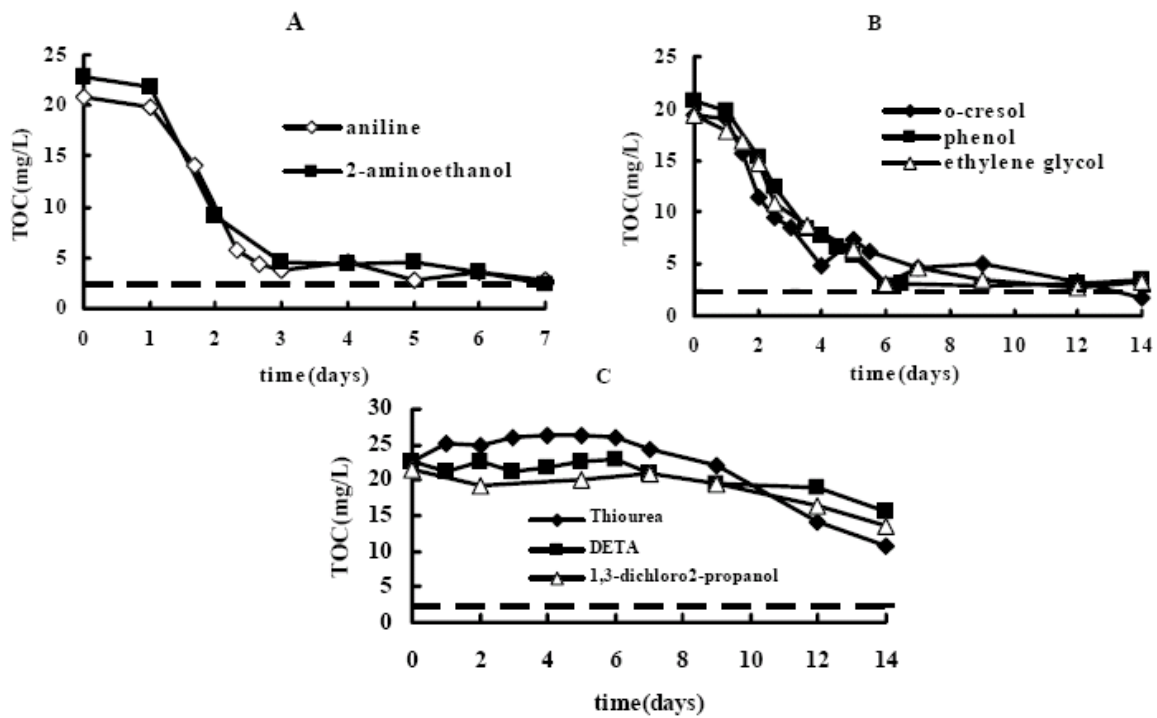 A
TOC(mg/L)
25
20
15
10
5
0
aniline
2-aminoethanol
0 1 2 3 4 5 6 7
time(days)
B
TOC(mg/L)
25
20
15
10
5
0
o-cresol
phenol
ethylene glycol
0 2 4 6 8 10 12 14
time(days)
C
TOC(mg/L)
30
25
20
15
10
5
0
Thiourea
DETA
1,3-dichloro2-propanol
0 2 4 6 8 10 12 14
time(days)